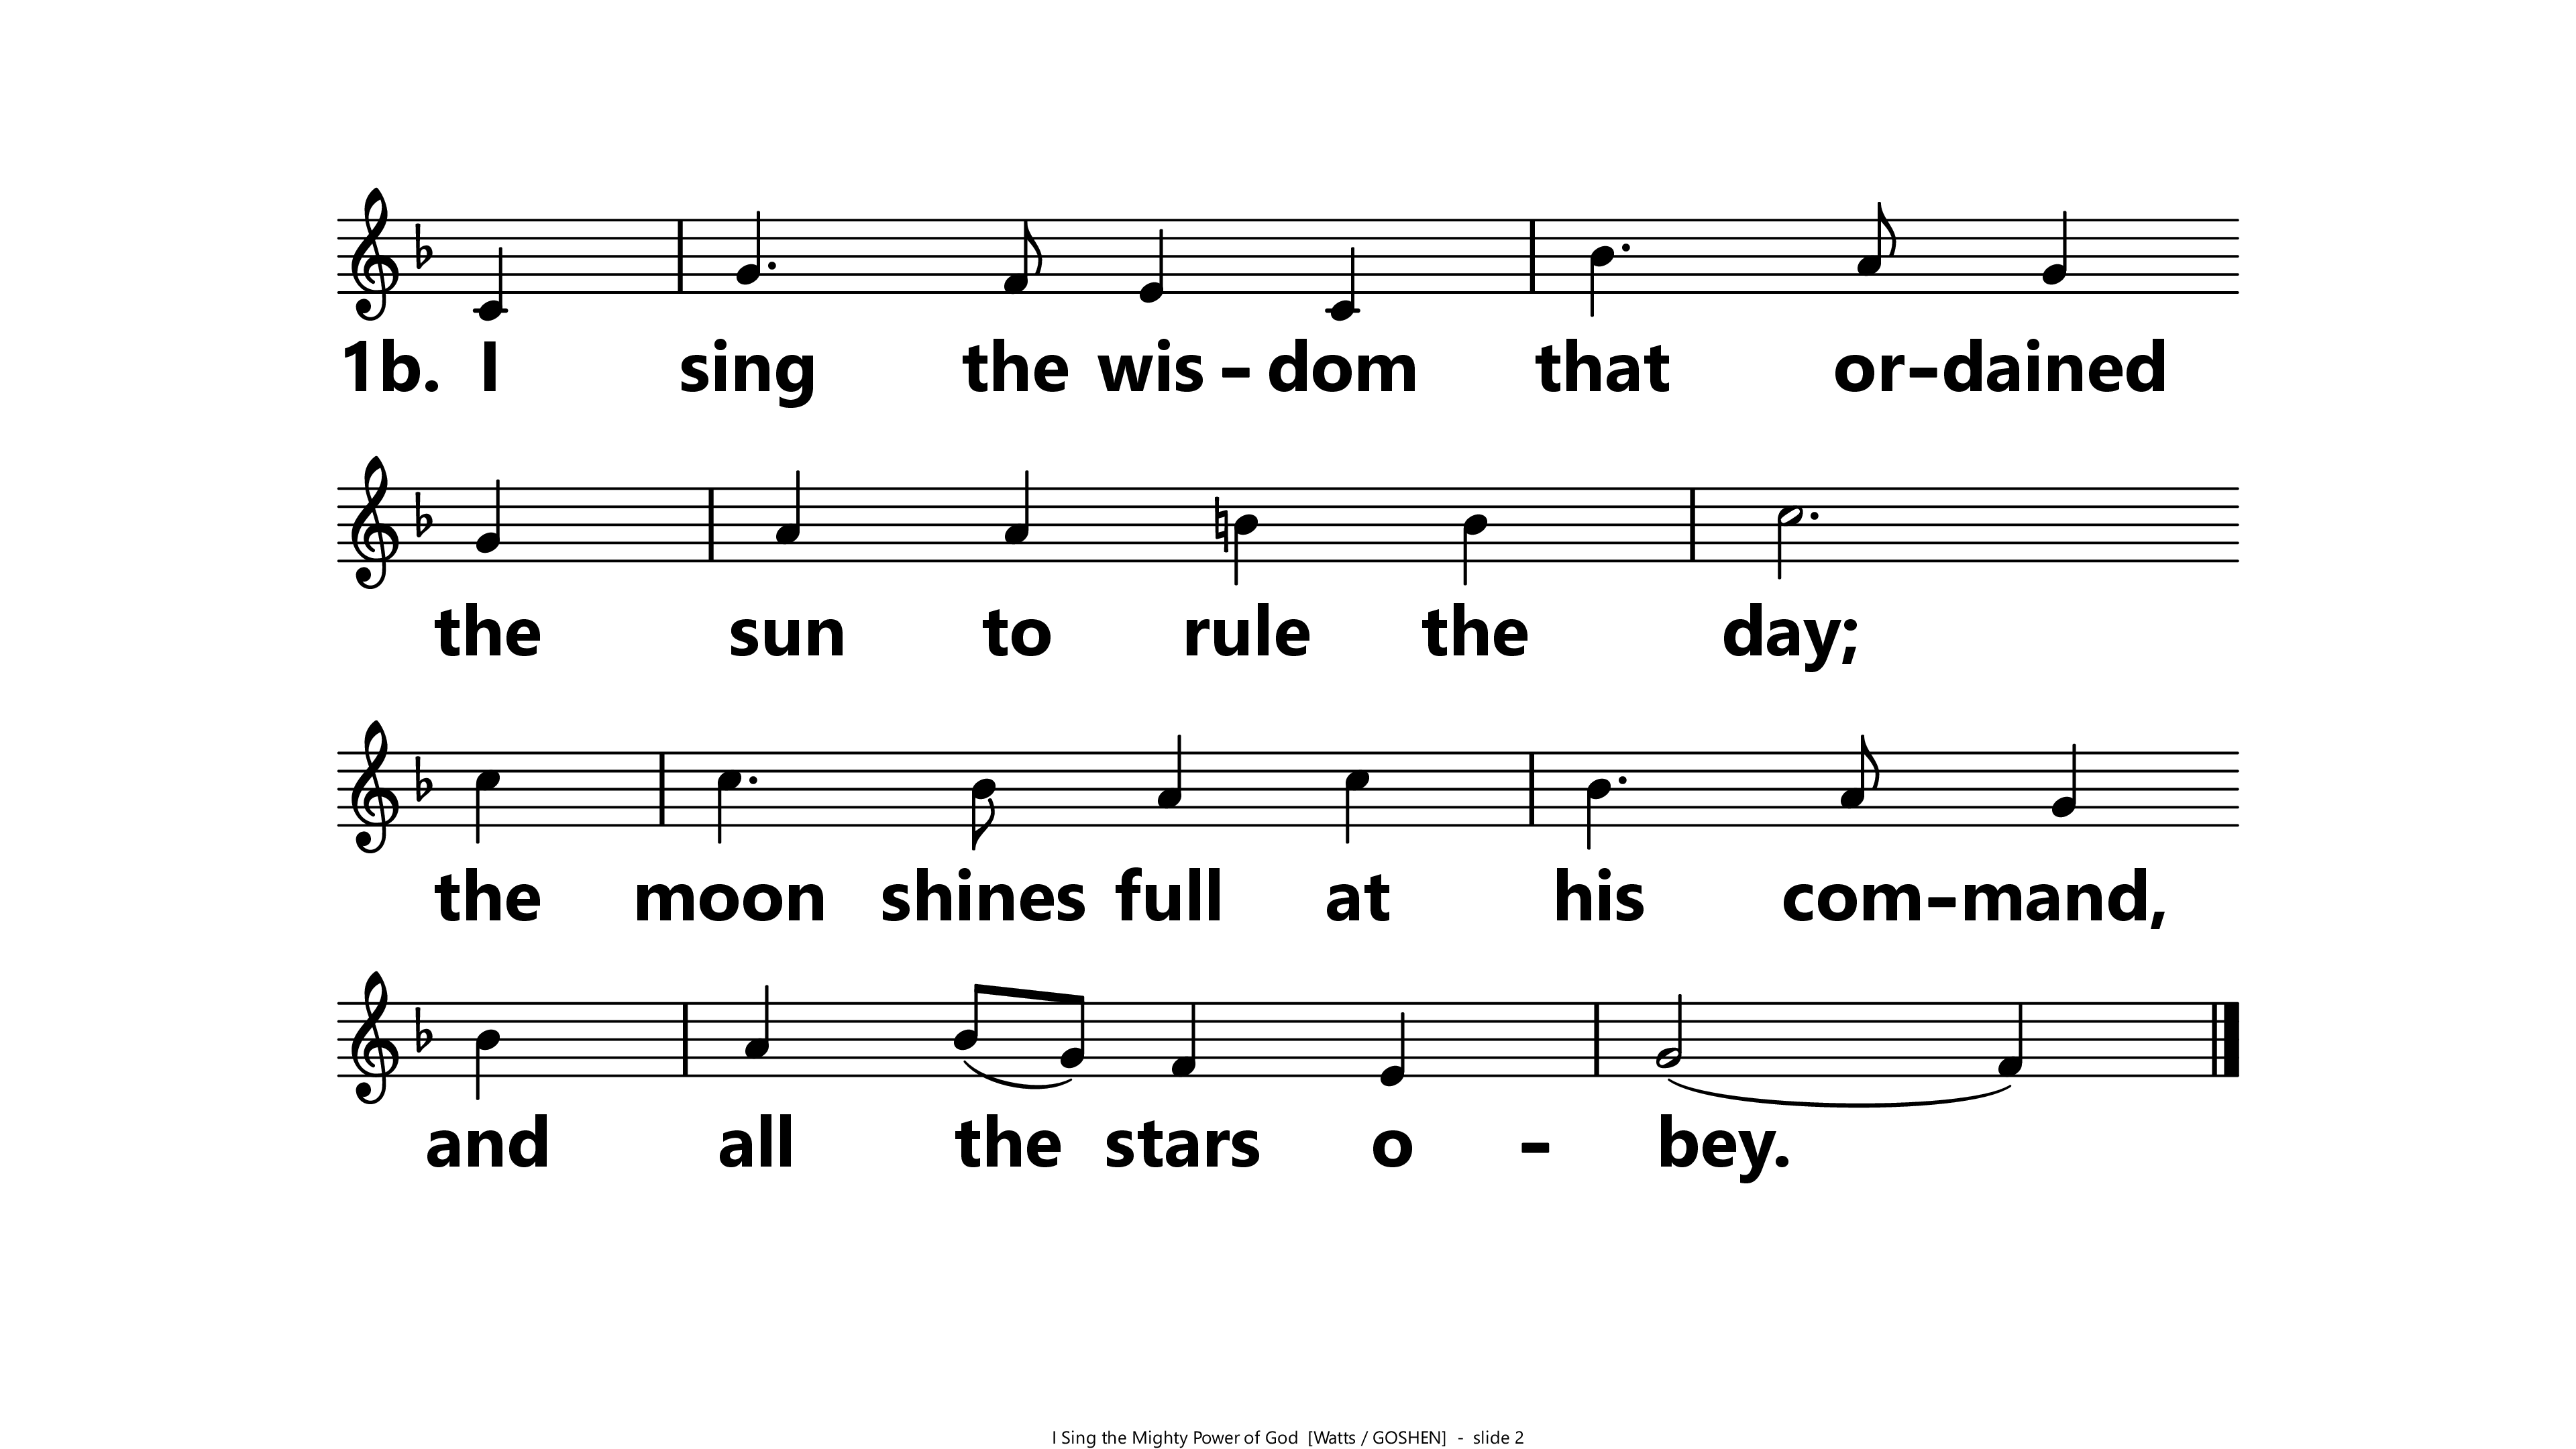 1b. I sing the wis - dom that or-dained
the sun to rule the day;
the moon shines full at his com-mand,
and all the stars o - bey.
I Sing the Mighty Power of God [Watts / GOSHEN] - slide 2